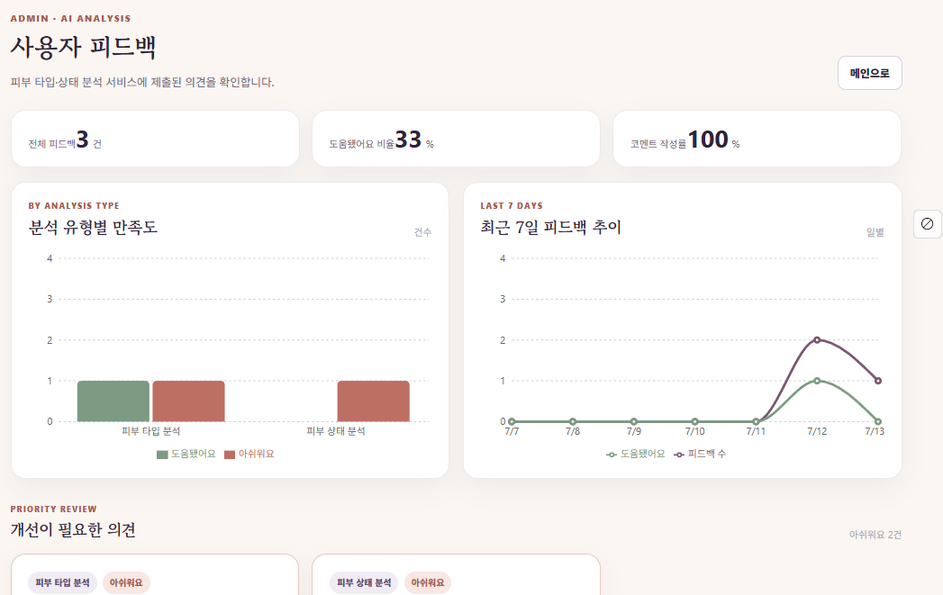 ADMIN · AI ANALYSIS
사용자 피드백
피부 타입·상태 분석 서비스에 제출된 의견을 확인합니다.
메인으로
전체 피드백3 건
도움됐어요 비율33 %
코멘트 작성률100 %
BY ANALYSIS TYPE
분석 유형별 만족도
건수
4
3
2
1
0
피부 타입 분석
피부 상태 분석
도움됐어요
아쉬워요
LAST 7 DAYS
최근 7일 피드백 추이
일별
4
3
2
1
0
7/7
7/8
7/9
7/10
7/11
7/12
7/13
도움됐어요
피드백 수
PRIORITY REVIEW
개선이 필요한 의견
아쉬워요 2건
피부 타입 분석
아쉬워요
피부 상태 분석
아쉬워요